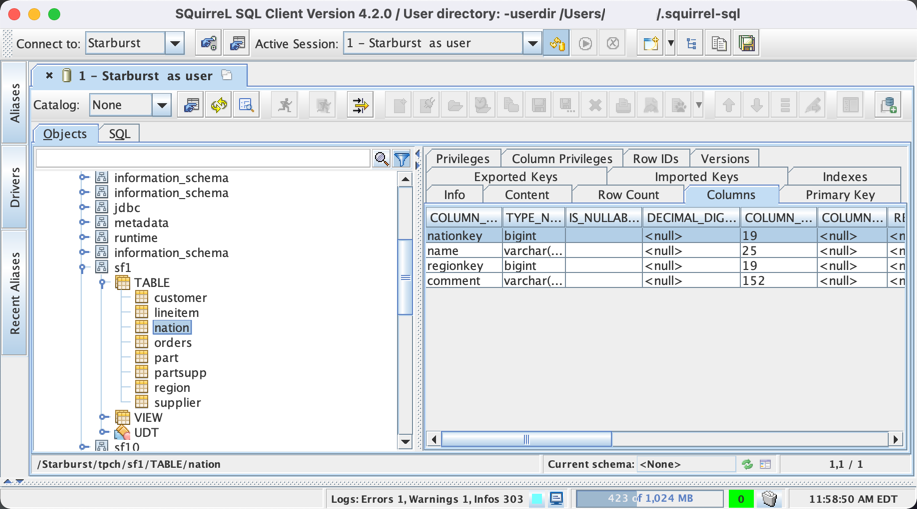 SQuirreL SQL Client Version 4.2.0 / User directory: -userdir /Users/ /.squirrel-sql
Connect to: Starburst Active Session: 1 - Starburst as user
1 - Starburst as user
Catalog: None
Objects SQL
Aliases
Drivers
Recent Aliases
information_schema
information_schema
jdbc
metadata
runtime
information_schema
sf1
TABLE
customer
lineitem
nation
orders
part
partsupp
region
supplier
VIEW
UDT
sf10
Privileges Column Privileges Row IDs Versions
Exported Keys Imported Keys Indexes
Info Content Row Count Columns Primary Key
COLUMN_... TYPE_N... IS_NULLAB... DECIMAL_DIG... COLUMN_... COLUMN... RE
nationkey bigint <null> 19 <null> <n
name varchar(... <null> 25 <null> <n
regionkey bigint <null> 19 <null> <n
comment varchar(... <null> 152 <null> <n
/Starburst/tpch/sf1/TABLE/nation Current schema: <None> 1,1 / 1
Logs: Errors 1, Warnings 1, Infos 303 423 of 1,024 MB 0 11:58:50 AM EDT